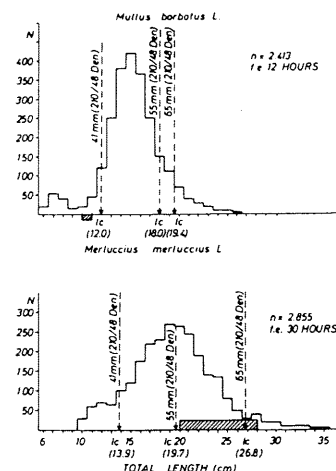 Mullus barbatus L.
N
400
350
300
250
200
150
100
50
41 mm (210/48 Den)
55 mm (210/48 Den)
65 mm (210/48 Den)
n = 2.413
f.e. 12 HOURS
lc
(12.0)
lc
(18.0)
lc
(19.4)
Merluccius merluccius L
N
300
250
200
150
100
50
41 mm (210/48 Den)
55 mm (210/48 Den)
65 mm (210/48 Den)
n = 2.855
f.e. 30 HOURS
6 10 lc 15 lc 20 25 lc 30 35
(13.9) (19.7) (26.8)
TOTAL LENGTH (cm)